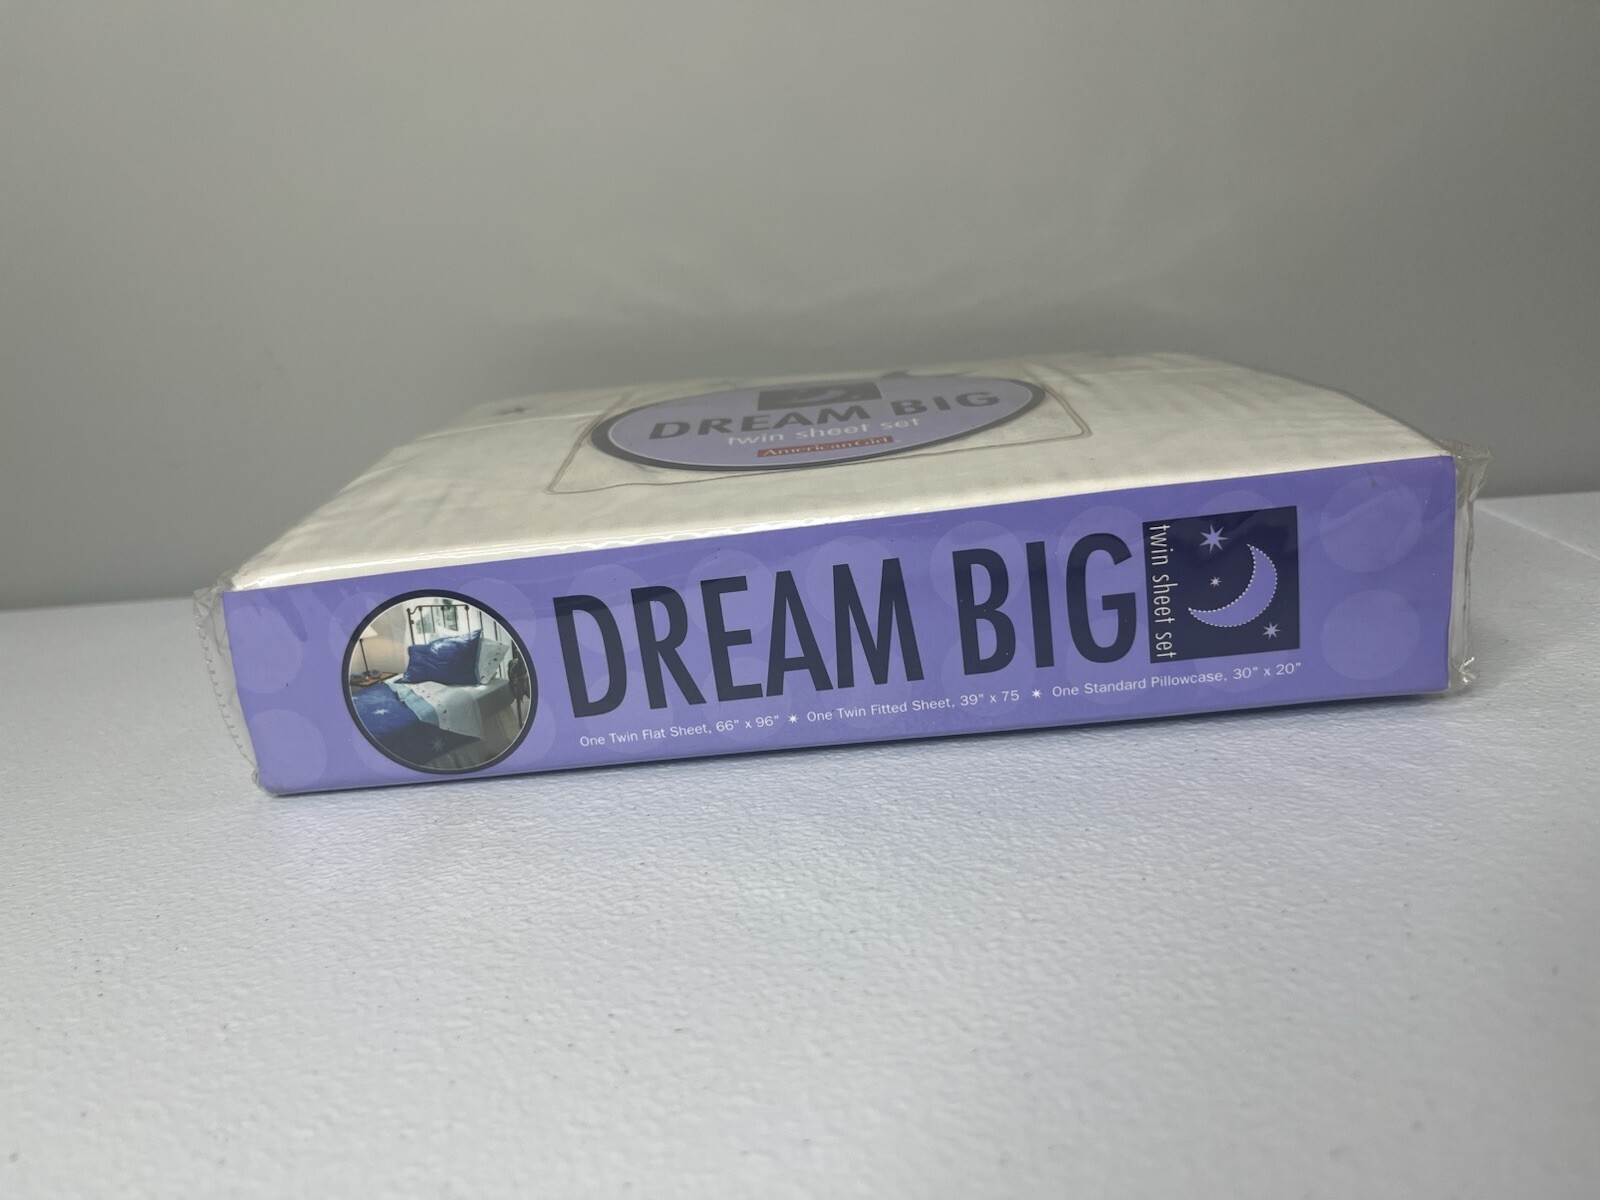 DREAM BIG
twin sheet set
American Girl
DREAM BIG
twin sheet set
One Twin Flat Sheet, 66" x 96" ✷ One Twin Fitted Sheet, 39" x 75 ✷ One Standard Pillowcase, 30" x 20"